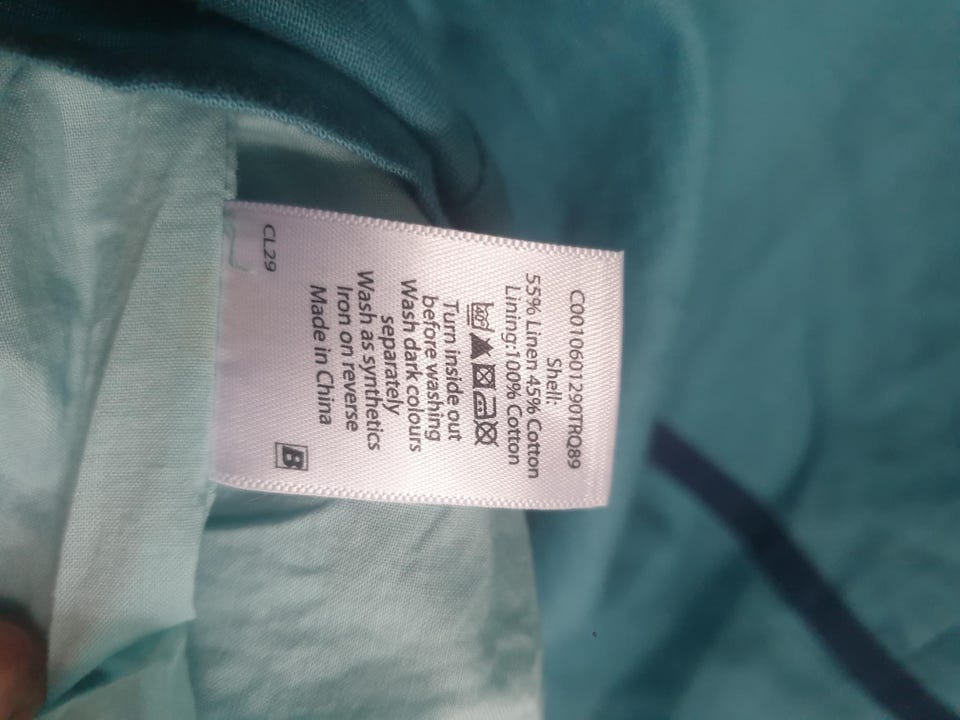 C0010601290TRQ89
Shell:
55% Linen 45% Cotton
Lining:100% Cotton
Turn inside out
before washing
Wash dark colours
separately
Wash as synthetics
Iron on reverse
Made in China
B
CL29